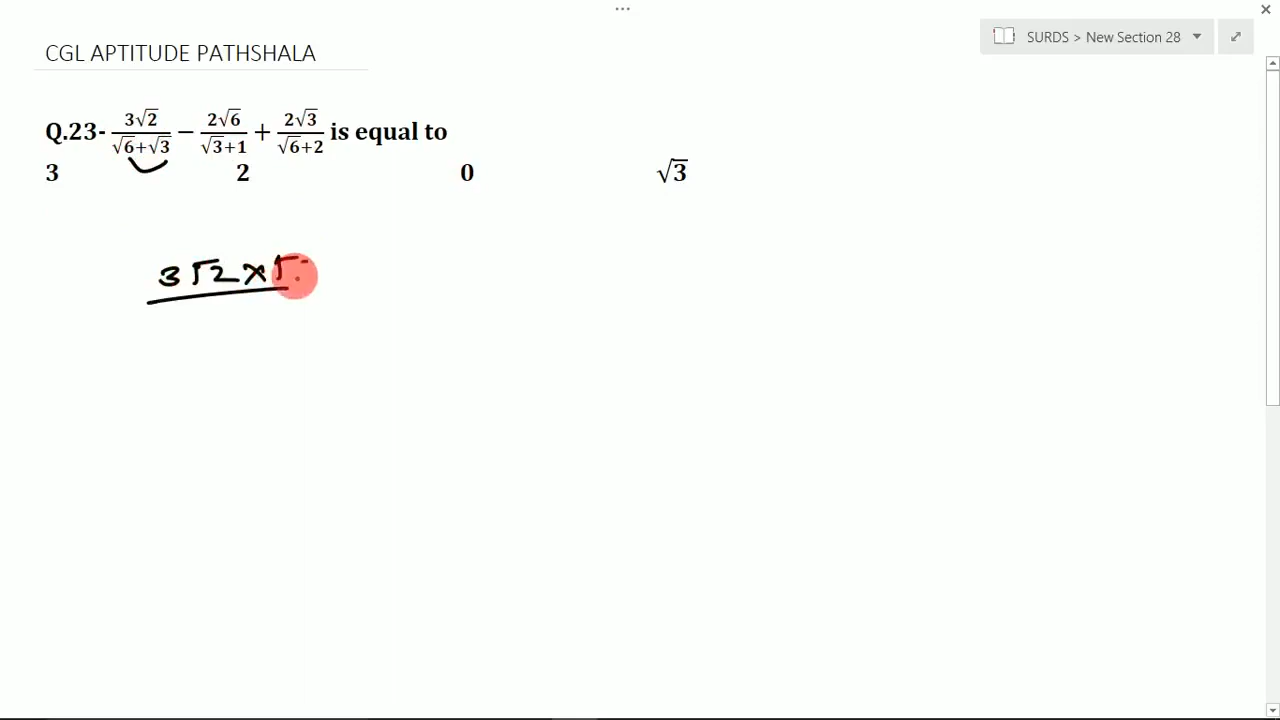 SURDS > New Section 28
CGL APTITUDE PATHSHALA
Q.23- 3√2/(√6+√3) − 2√6/(√3+1) + 2√3/(√6+2) is equal to
3 2 0 √3
3√2×√